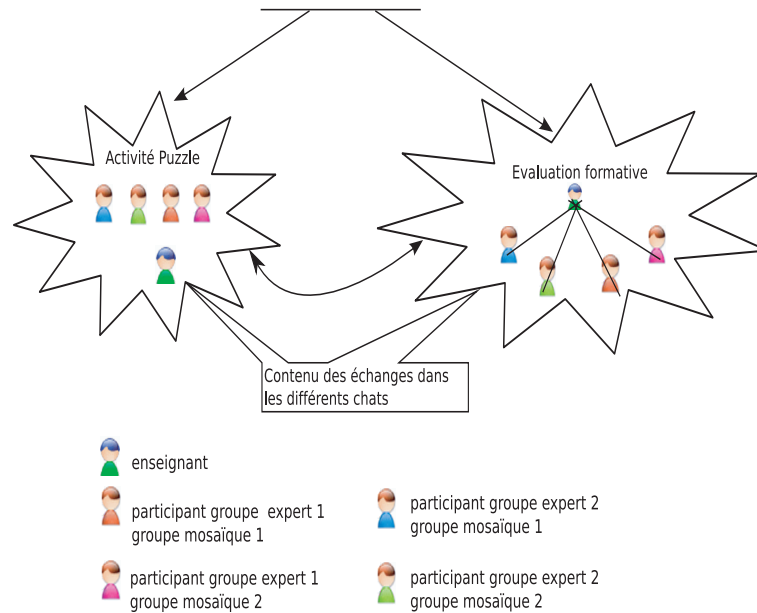 Activité Puzzle
Evaluation formative
Contenu des échanges dans
les différents chats
enseignant
participant groupe expert 1
groupe mosaïque 1
participant groupe expert 2
groupe mosaïque 1
participant groupe expert 1
groupe mosaïque 2
participant groupe expert 2
groupe mosaïque 2